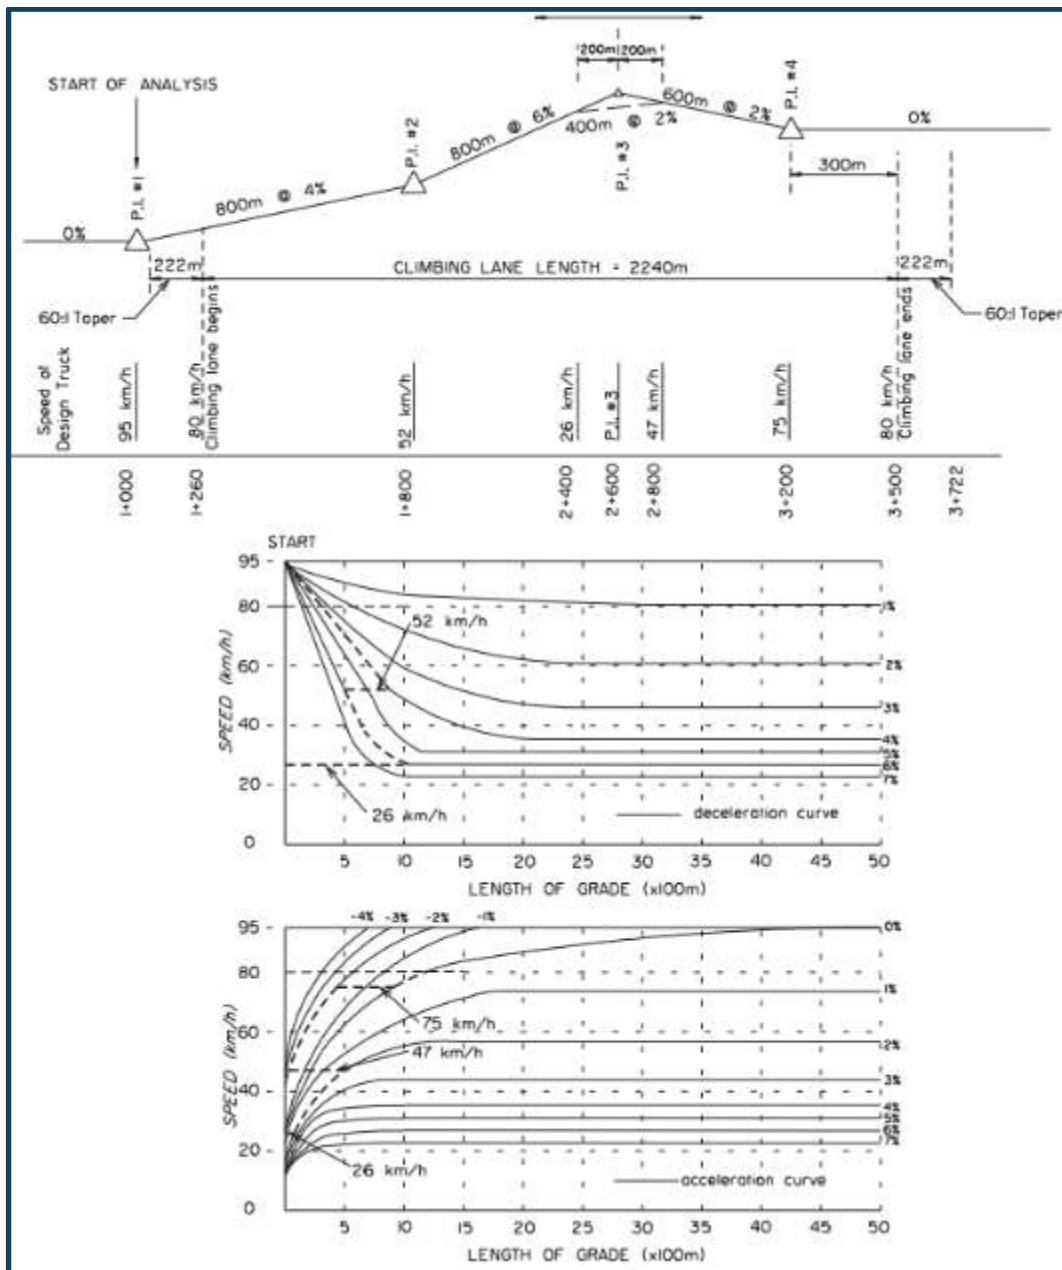 200m 200m
START OF ANALYSIS
P.I. #1
P.I. #2
P.I. #3
P.I. #4
0%
800m @ 4%
800m @ 6%
400m @ 2%
600m @ 2%
0%
300m
222m
CLIMBING LANE LENGTH = 2240m
222m
60:1 Taper
60:1 Taper
Climbing lane begins
Climbing lane ends
Speed of
Design Truck
95 km/h
80 km/h
52 km/h
26 km/h
P.I. #3
47 km/h
75 km/h
80 km/h
1+000
1+260
1+800
2+400
2+600
2+800
3+200
3+500
3+722
START
95
80
60
40
20
0
SPEED (km/h)
52 km/h
26 km/h
1%
2%
3%
4%
5%
6%
7%
deceleration curve
5 10 15 20 25 30 35 40 45 50
LENGTH OF GRADE (x100m)
-4% -3% -2% -1%
95
80
60
40
20
0
SPEED (km/h)
75 km/h
47 km/h
26 km/h
0%
1%
2%
3%
4%
5%
6%
7%
acceleration curve
5 10 15 20 25 30 35 40 45 50
LENGTH OF GRADE (x100m)